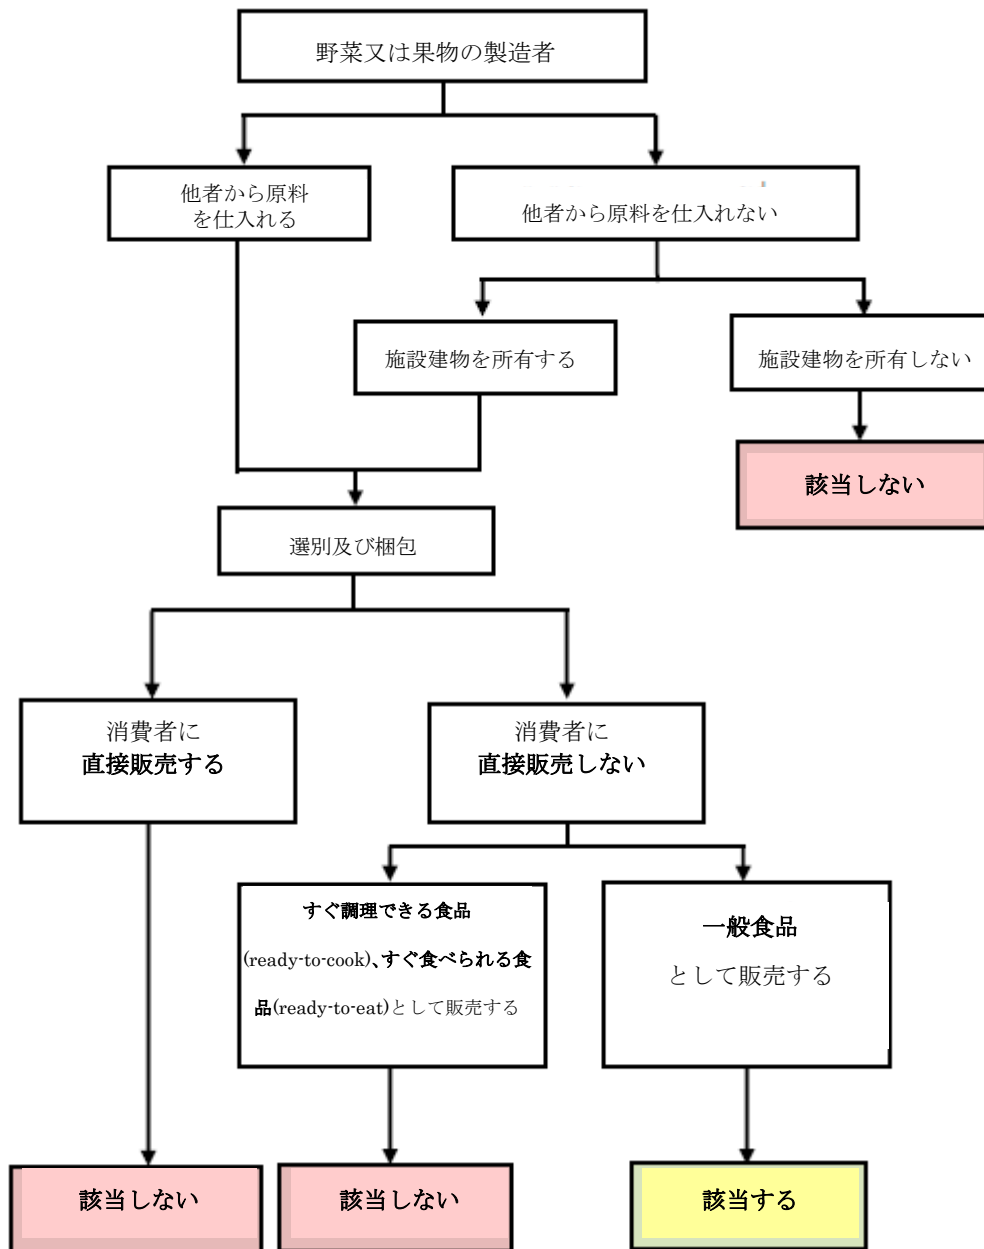 野菜又は果物の製造者
他者から原料
を仕入れる
他者から原料を仕入れない
施設建物を所有する
施設建物を所有しない
該当しない
選別及び梱包
消費者に
直接販売する
消費者に
直接販売しない
すぐ調理できる食品
(ready-to-cook)、すぐ食べられる食
品(ready-to-eat)として販売する
一般食品
として販売する
該当しない
該当しない
該当する